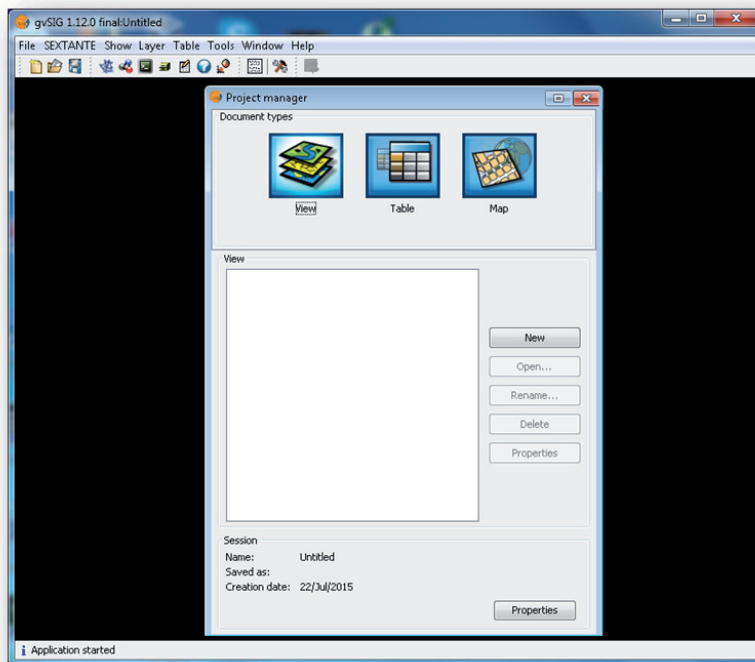 gvSIG 1.12.0 final:Untitled
File SEXTANTE Show Layer Table Tools Window Help
Project manager
Document types
View Table Map
View
New
Open...
Rename...
Delete
Properties
Session
Name: Untitled
Saved as:
Creation date: 22/Jul/2015
Properties
Application started